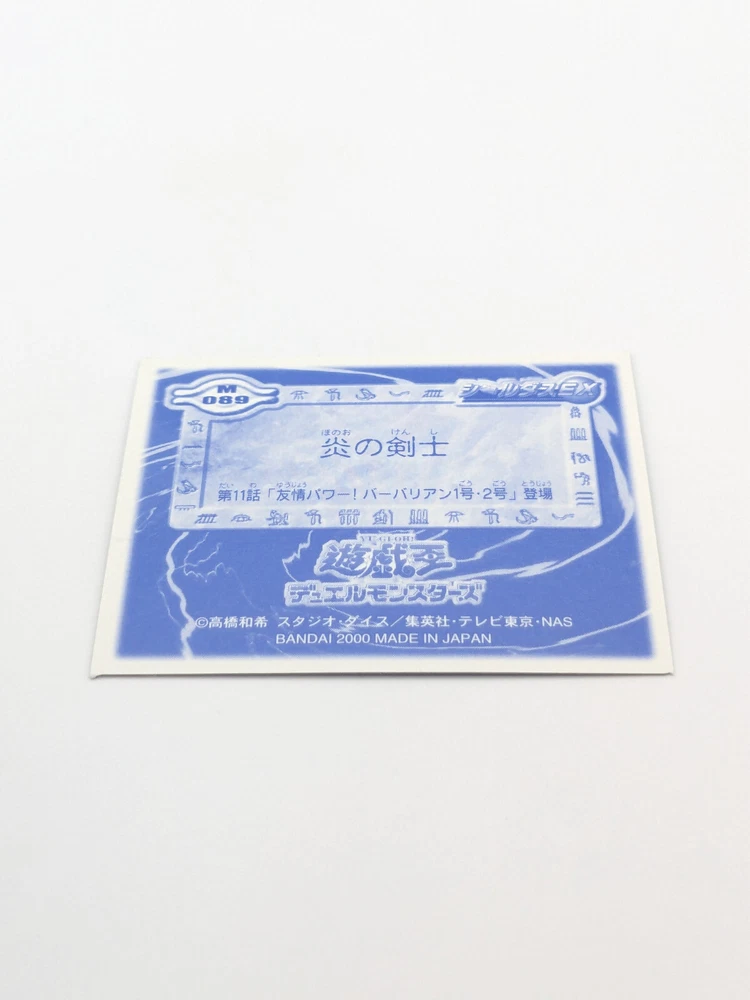 M
089
シールダスEX
ほのお けん し
炎の剣士
だい わ ゆうじょう ごう ごう とうじょう
第11話「友情パワー! バーバリアン1号・2号」登場
YU-GI-OH!
遊戯王
デュエルモンスターズ
©高橋和希 スタジオ・ダイス/集英社・テレビ東京・NAS
BANDAI 2000 MADE IN JAPAN